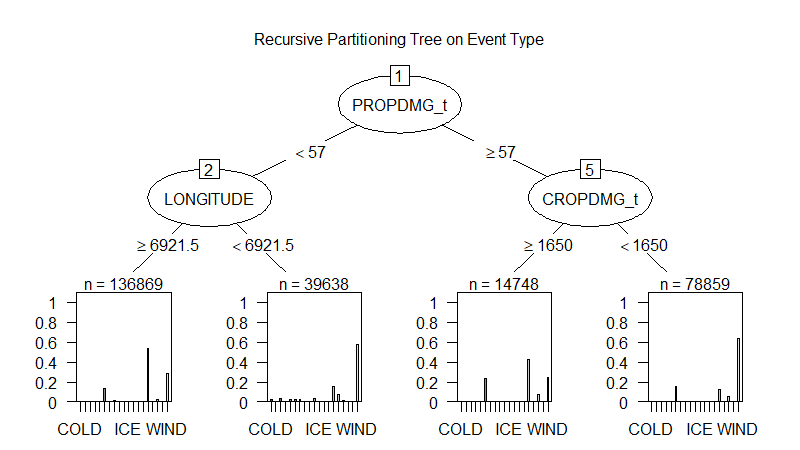 Recursive Partitioning Tree on Event Type
1
PROPDMG_t
< 57
≥ 57
2
LONGITUDE
5
CROPDMG_t
≥ 6921.5
< 6921.5
≥ 1650
< 1650
n = 136869
1
0.8
0.6
0.4
0.2
0
COLD ICE WIND
n = 39638
1
0.8
0.6
0.4
0.2
0
COLD ICE WIND
n = 14748
1
0.8
0.6
0.4
0.2
0
COLD ICE WIND
n = 78859
1
0.8
0.6
0.4
0.2
0
COLD ICE WIND